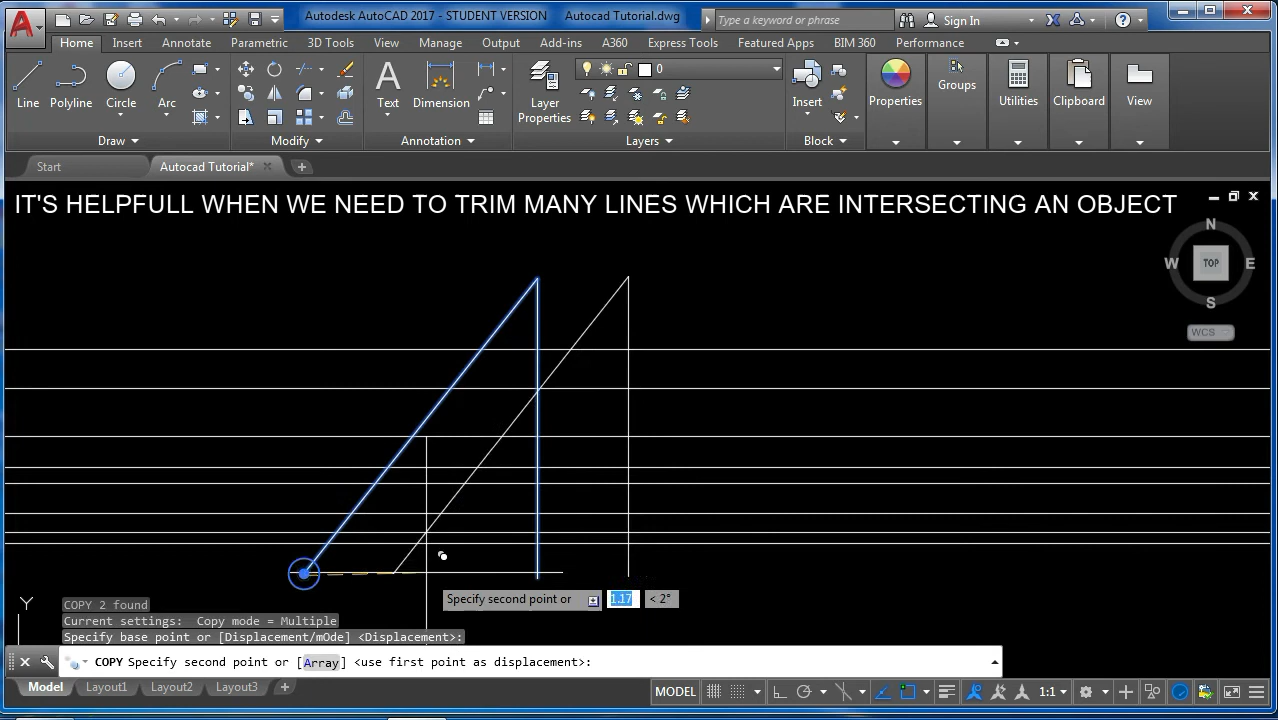 Autodesk AutoCAD 2017 - STUDENT VERSION Autocad Tutorial.dwg
Type a keyword or phrase
Sign In
Home Insert Annotate Parametric 3D Tools View Manage Output Add-ins A360 Express Tools Featured Apps BIM 360 Performance
0
Line Polyline Circle Arc Text Dimension Layer Properties Insert Properties Groups Utilities Clipboard View
Draw Modify Annotation Layers Block
Start Autocad Tutorial*
IT'S HELPFULL WHEN WE NEED TO TRIM MANY LINES WHICH ARE INTERSECTING AN OBJECT
N
W TOP E
S
WCS
Specify second point or 1.17 < 2°
Y
COPY 2 found
Current settings: Copy mode = Multiple
Specify base point or [Displacement/mOde] <Displacement>:
COPY Specify second point or [Array] <use first point as displacement>:
Model Layout1 Layout2 Layout3
MODEL 1:1